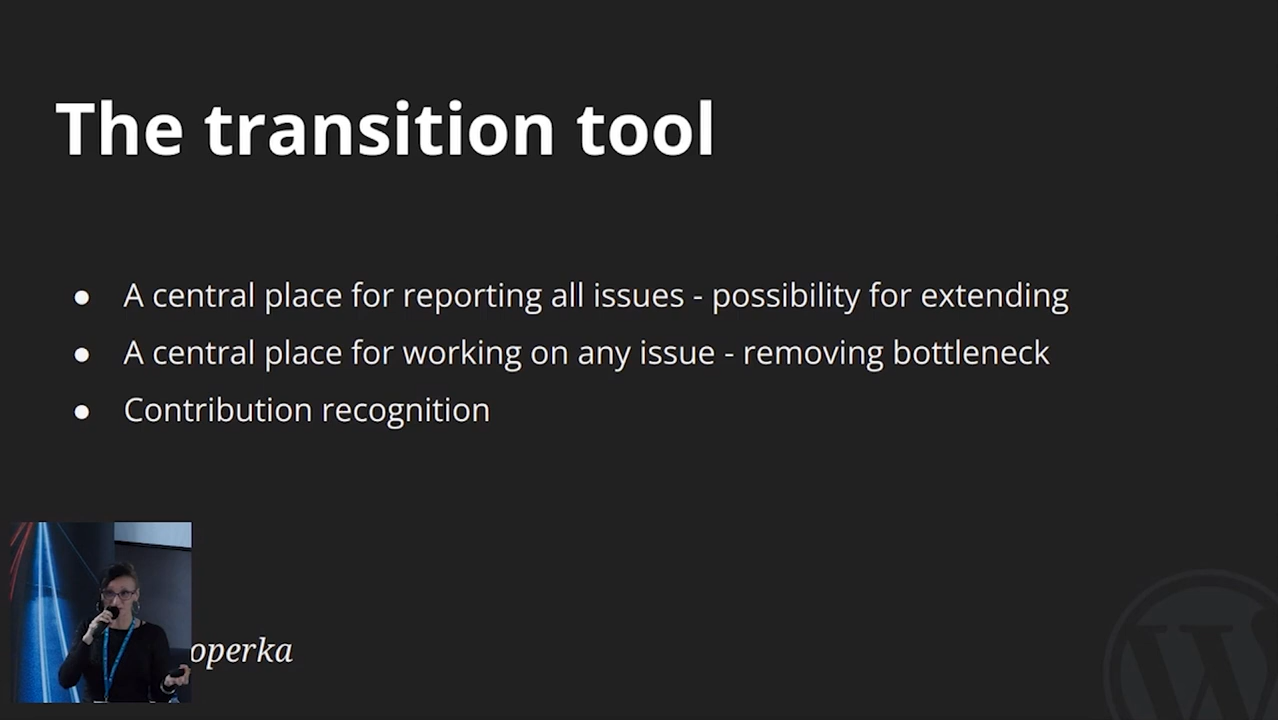 The transition tool
● A central place for reporting all issues - possibility for extending
● A central place for working on any issue - removing bottleneck
● Contribution recognition